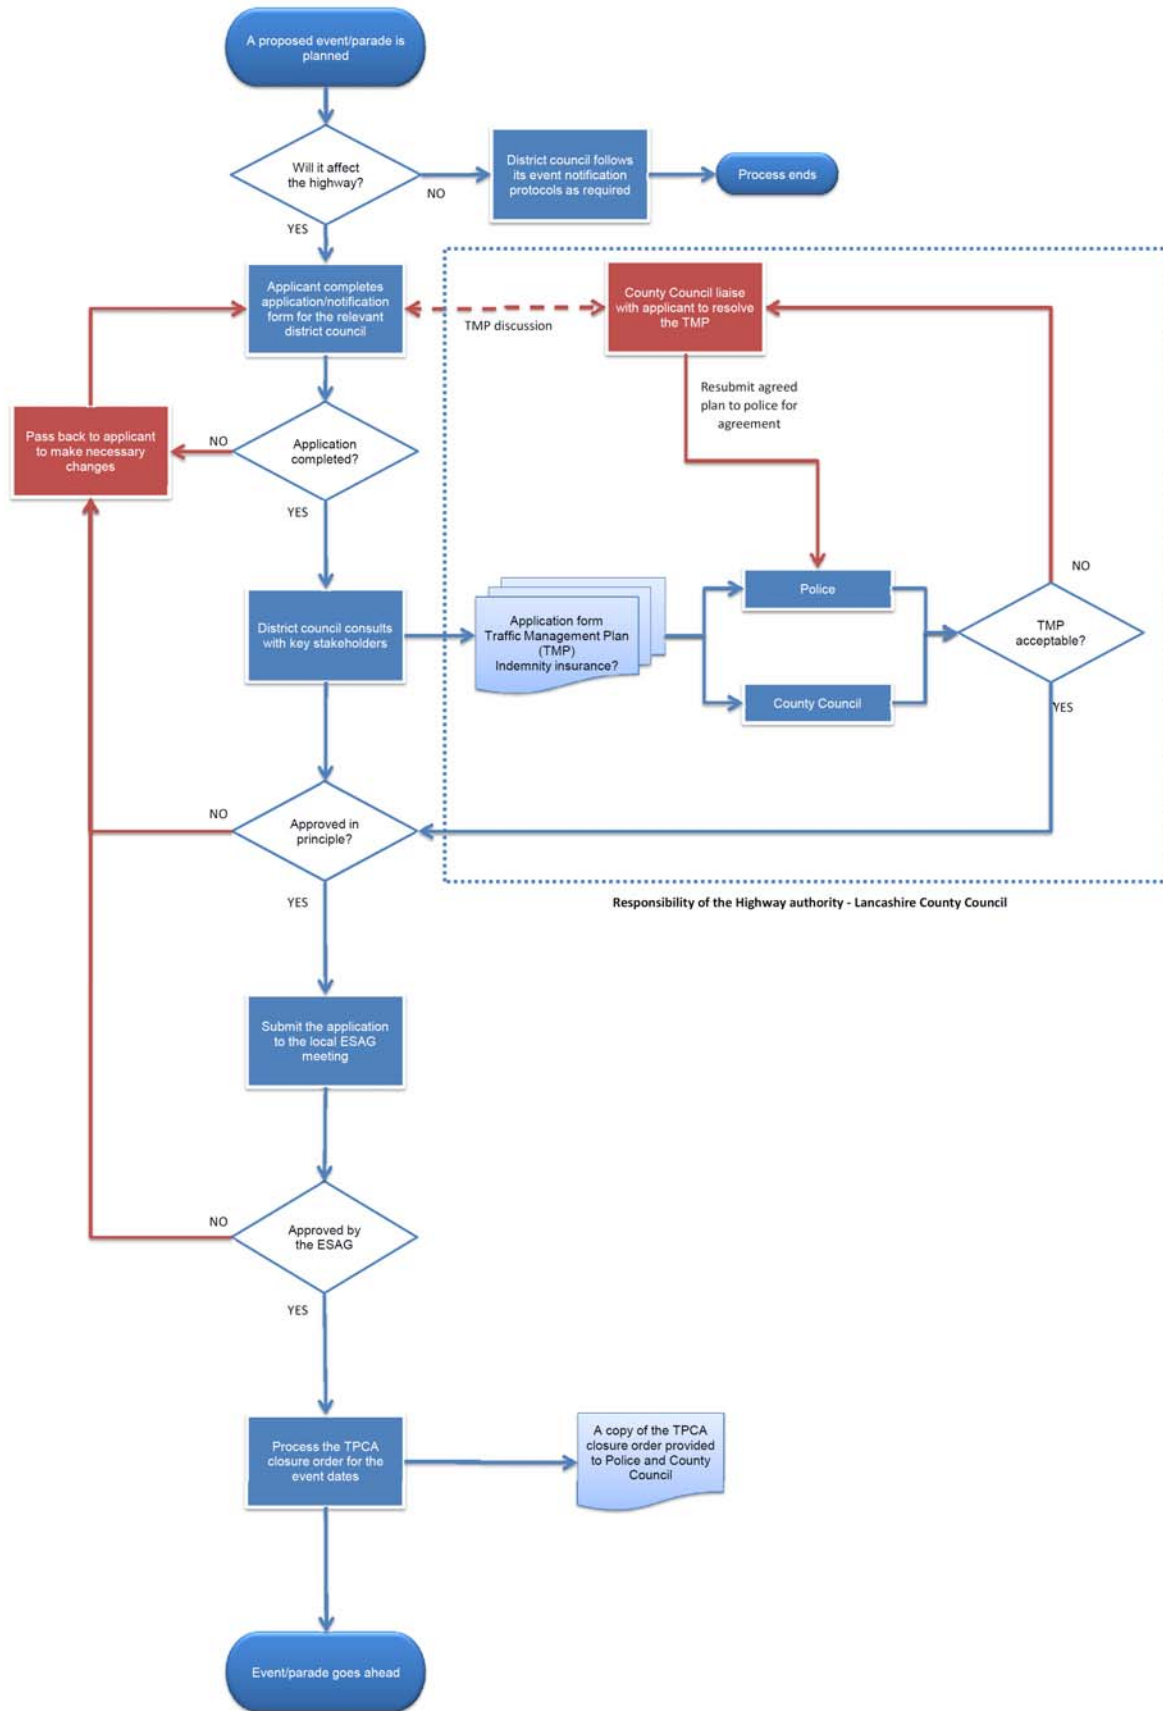 A proposed event/parade is
planned
Will it affect
the highway?
NO
District council follows
its event notification
protocols as required
Process ends
YES
Applicant completes
application/notification
form for the relevant
district council
TMP discussion
County Council liaise
with applicant to resolve
the TMP
Resubmit agreed
plan to police for
agreement
Pass back to applicant
to make necessary
changes
NO
Application
completed?
YES
District council consults
with key stakeholders
Application form
Traffic Management Plan
(TMP)
Indemnity insurance?
Police
County Council
NO
TMP
acceptable?
YES
NO
Approved in
principle?
YES
Responsibility of the Highway authority - Lancashire County Council
Submit the application
to the local ESAG
meeting
NO
Approved by
the ESAG
YES
Process the TPCA
closure order for the
event dates
A copy of the TPCA
closure order provided
to Police and County
Council
Event/parade goes ahead